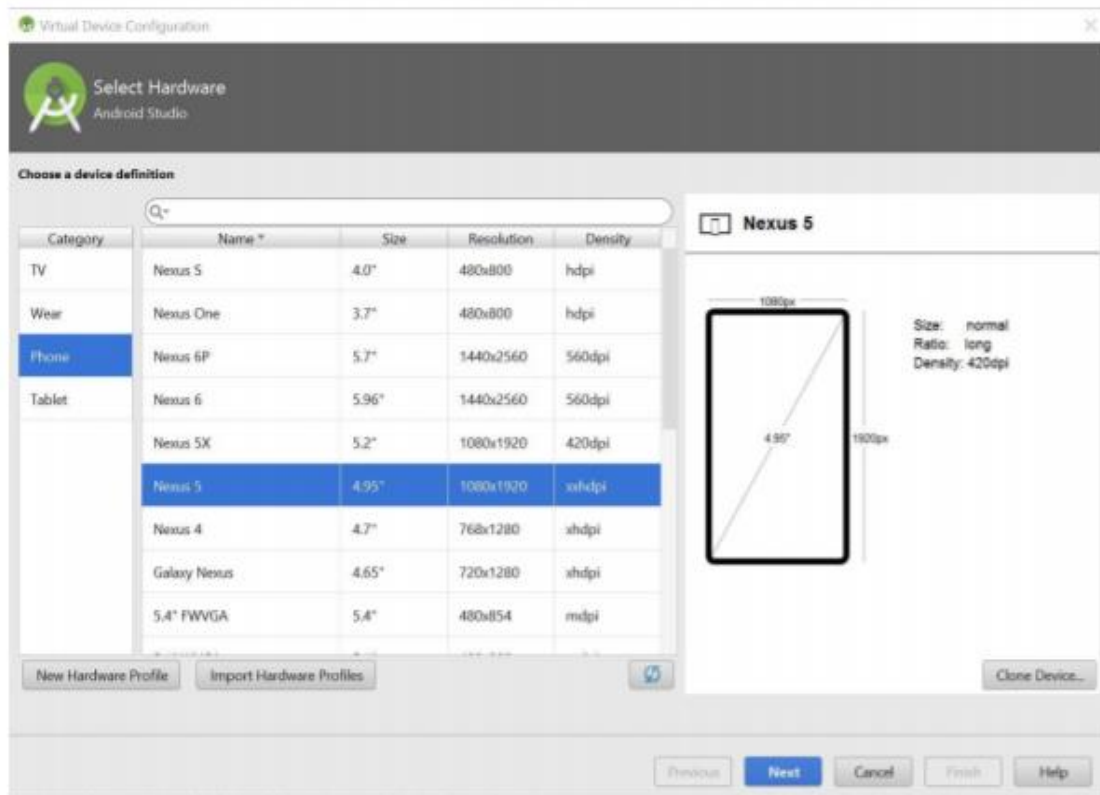 Virtual Device Configuration
Select Hardware
Android Studio
Choose a device definition
Category Name Size Resolution Density
TV
Wear
Phone
Tablet
Nexus S 4.0" 480x800 hdpi
Nexus One 3.7" 480x800 hdpi
Nexus 6P 5.7" 1440x2560 560dpi
Nexus 6 5.96" 1440x2560 560dpi
Nexus 5X 5.2" 1080x1920 420dpi
Nexus 5 4.95" 1080x1920 xxhdpi
Nexus 4 4.7" 768x1280 xhdpi
Galaxy Nexus 4.65" 720x1280 xhdpi
5.4" FWVGA 5.4" 480x854 mdpi
New Hardware Profile Import Hardware Profiles
Nexus 5
1080px
4.95"
1920px
Size: normal
Ratio: long
Density: 420dpi
Clone Device...
Previous Next Cancel Finish Help